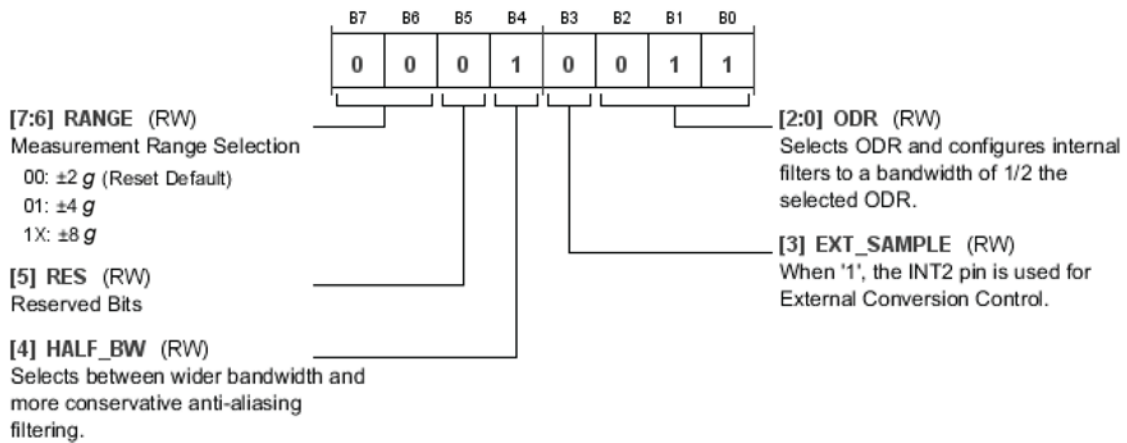 B7 B6 B5 B4 B3 B2 B1 B0
0 0 0 1 0 0 1 1
[7:6] RANGE (RW)
Measurement Range Selection
00: ±2 g (Reset Default)
01: ±4 g
1X: ±8 g
[5] RES (RW)
Reserved Bits
[4] HALF_BW (RW)
Selects between wider bandwidth and
more conservative anti-aliasing
filtering.
[2:0] ODR (RW)
Selects ODR and configures internal
filters to a bandwidth of 1/2 the
selected ODR.
[3] EXT_SAMPLE (RW)
When '1', the INT2 pin is used for
External Conversion Control.